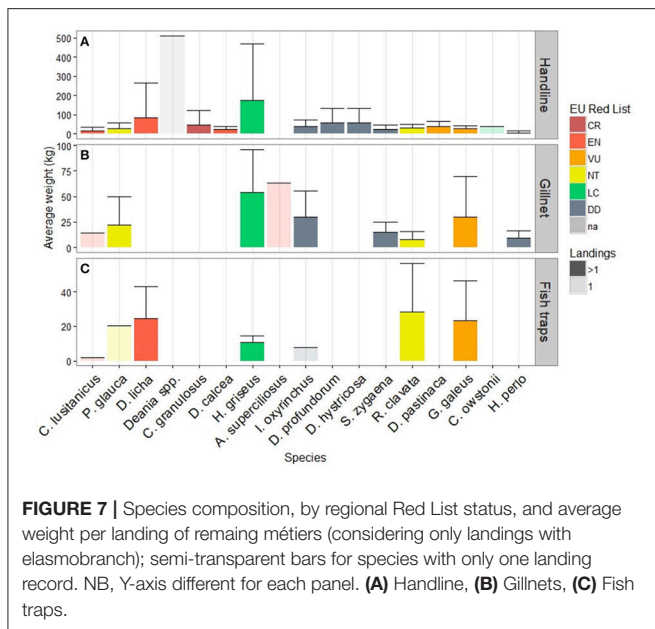 A
500
400
300
200
100
0
Handline
B
100
75
50
25
0
Gillnet
C
40
20
0
Fish traps
Average weight (kg)
C. lusitanicus
P. glauca
D. licha
Deania spp.
C. granulosus
D. calcea
H. griseus
A. superciliosus
I. oxyrinchus
D. profundorum
D. hystricosa
S. zygaena
R. clavata
D. pastinaca
G. galeus
C. owstonii
H. perlo
Species
EU Red List
CR
EN
VU
NT
LC
DD
na
Landings
>1
1
FIGURE 7 | Species composition, by regional Red List status, and average
weight per landing of remaing métiers (considering only landings with
elasmobranch); semi-transparent bars for species with only one landing
record. NB, Y-axis different for each panel. (A) Handline, (B) Gillnets, (C) Fish
traps.